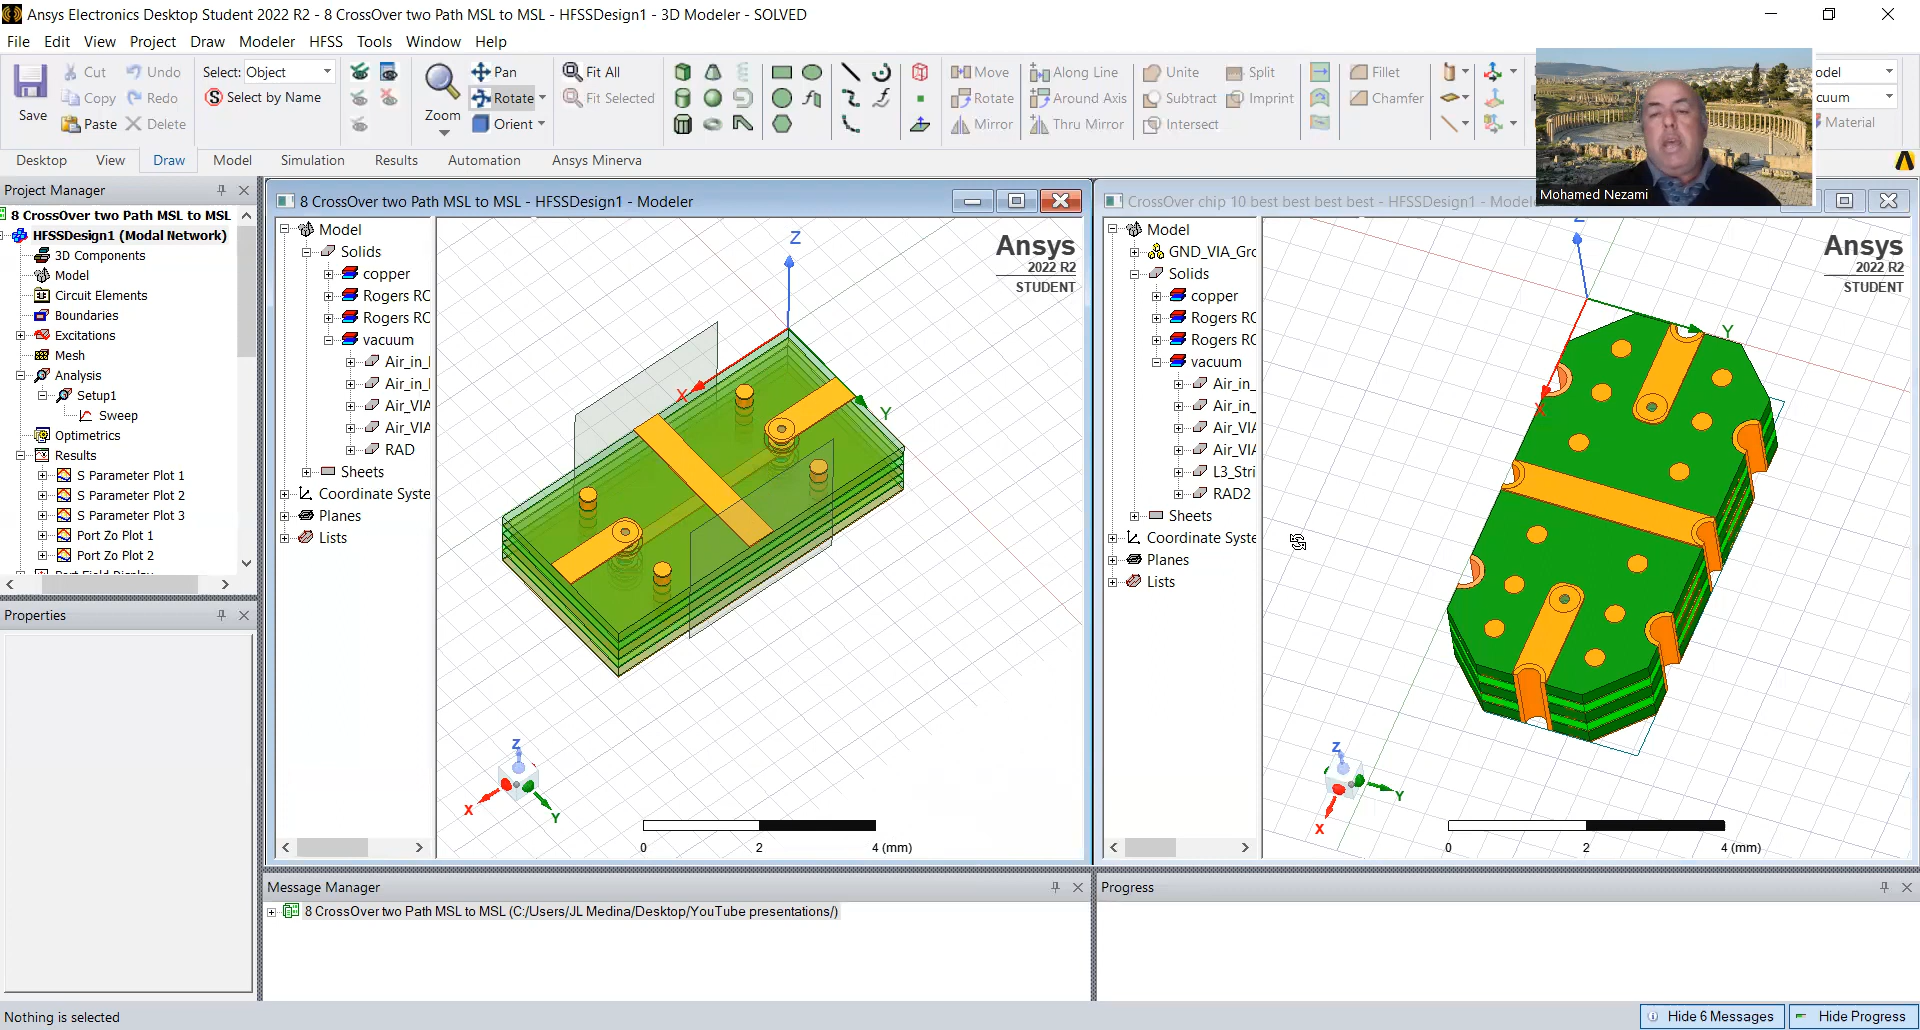 Ansys Electronics Desktop Student 2022 R2 - 8 CrossOver two Path MSL to MSL - HFSSDesign1 - 3D Modeler - SOLVED
File Edit View Project Draw Modeler HFSS Tools Window Help
Save
Cut
Copy
Paste
Undo
Redo
Delete
Select: Object
Select by Name
Zoom
Pan
Rotate
Orient
Fit All
Fit Selected
Move
Rotate
Mirror
Along Line
Around Axis
Thru Mirror
Unite
Subtract
Intersect
Split
Imprint
Fillet
Chamfer
odel
cuum
Material
Mohamed Nezami
Desktop View Draw Model Simulation Results Automation Ansys Minerva
Project Manager
8 CrossOver two Path MSL to MSL
HFSSDesign1 (Modal Network)
3D Components
Model
Circuit Elements
Boundaries
Excitations
Mesh
Analysis
Setup1
Sweep
Optimetrics
Results
S Parameter Plot 1
S Parameter Plot 2
S Parameter Plot 3
Port Zo Plot 1
Port Zo Plot 2
Properties
8 CrossOver two Path MSL to MSL - HFSSDesign1 - Modeler
Model
Solids
copper
Rogers RC
Rogers RC
vacuum
Air_in_
Air_in_
Air_VIA
Air_VIA
RAD
Sheets
Coordinate Syste
Planes
Lists
Ansys
2022 R2
STUDENT
Z
X
Y
Z
X
Y
0 2 4 (mm)
CrossOver chip 10 best best best best - HFSSDesign1 - Modele
Model
GND_VIA_Gro
Solids
copper
Rogers RC
Rogers RC
vacuum
Air_in_
Air_in_
Air_VIA
Air_VIA
L3_Stri
RAD2
Sheets
Coordinate Syste
Planes
Lists
Ansys
2022 R2
STUDENT
Y
X
Z
Y
X
0 2 4 (mm)
Message Manager
8 CrossOver two Path MSL to MSL (C:/Users/JL Medina/Desktop/YouTube presentations/)
Progress
Nothing is selected
Hide 6 Messages
Hide Progress